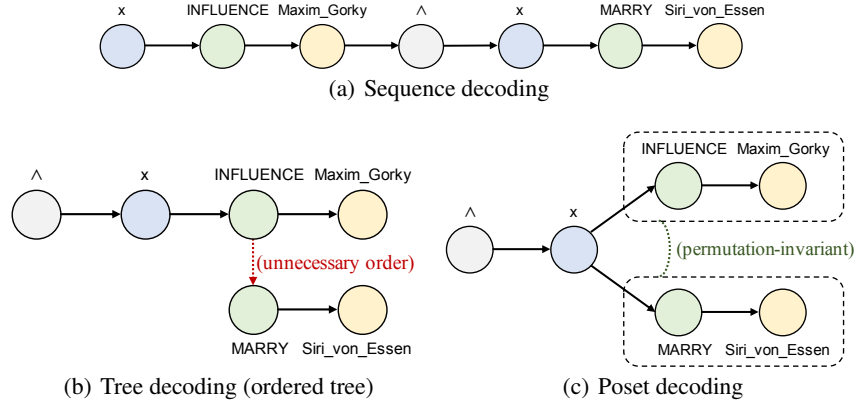 x INFLUENCE Maxim_Gorky ∧ x MARRY Siri_von_Essen
(a) Sequence decoding
∧ x INFLUENCE Maxim_Gorky
(unnecessary order)
MARRY Siri_von_Essen
(b) Tree decoding (ordered tree)
INFLUENCE Maxim_Gorky
∧ x
(permutation-invariant)
MARRY Siri_von_Essen
(c) Poset decoding